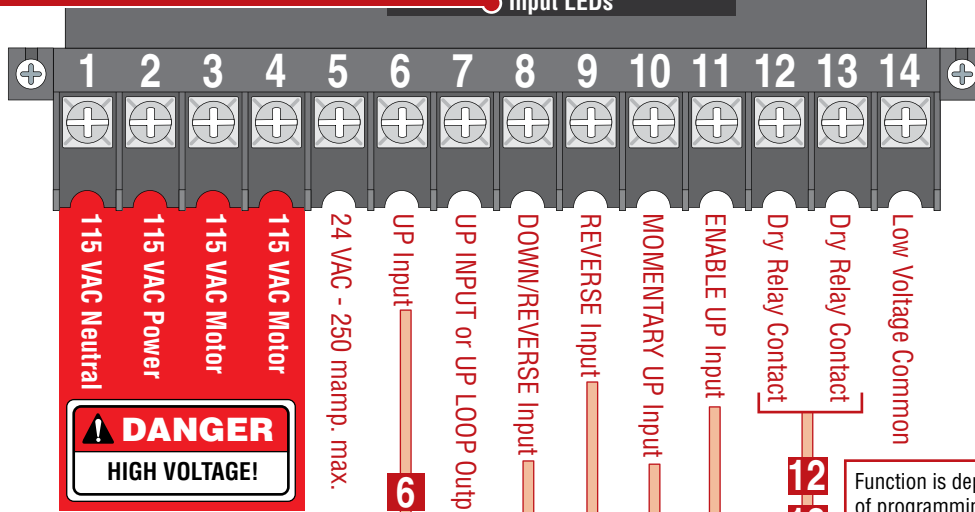 Input LEDs
1 2 3 4 5 6 7 8 9 10 11 12 13 14
115 VAC Neutral
115 VAC Power
115 VAC Motor
115 VAC Motor
24 VAC - 250 mamp. max.
UP Input
UP INPUT or UP LOOP Outp
DOWN/REVERSE Input
REVERSE Input
MOMENTARY UP Input
ENABLE UP Input
Dry Relay Contact
Dry Relay Contact
Low Voltage Common
DANGER
HIGH VOLTAGE!
6
12
Function is dep
of programmin